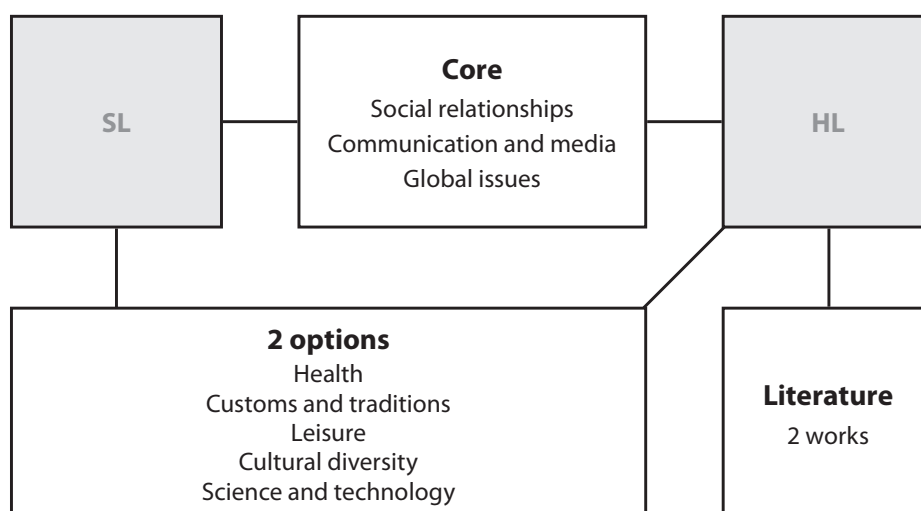 SL
Core
Social relationships
Communication and media
Global issues
HL
2 options
Health
Customs and traditions
Leisure
Cultural diversity
Science and technology
Literature
2 works